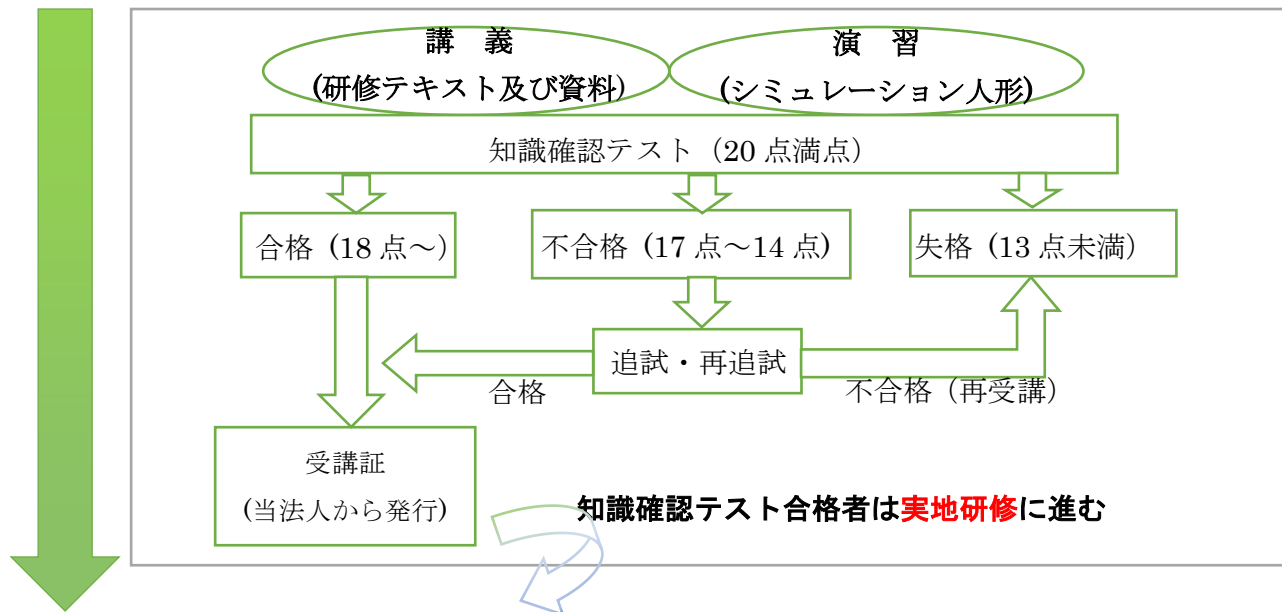 講　義
(研修テキスト及び資料)
演　習
(シミュレーション人形)
知識確認テスト（20 点満点）
合格（18 点～）
不合格（17 点～14 点）
失格（13 点未満）
追試・再追試
合格
不合格（再受講）
受講証
(当法人から発行)
知識確認テスト合格者は実地研修に進む